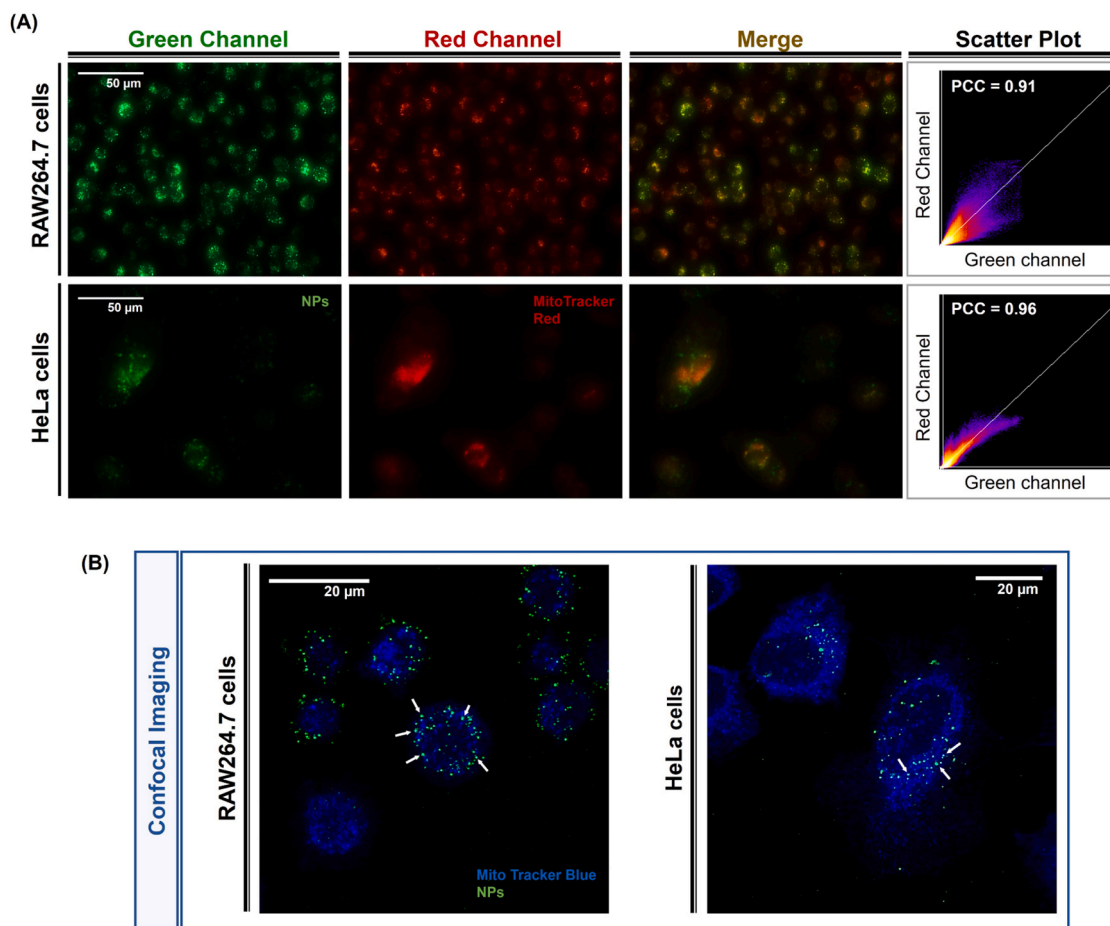 (A)
Green Channel
Red Channel
Merge
Scatter Plot
RAW264.7 cells
50 µm
PCC = 0.91
Red Channel
Green channel
HeLa cells
50 µm
NPs
MitoTracker
Red
PCC = 0.96
Red Channel
Green channel
(B)
Confocal Imaging
RAW264.7 cells
20 µm
Mito Tracker Blue
NPs
HeLa cells
20 µm